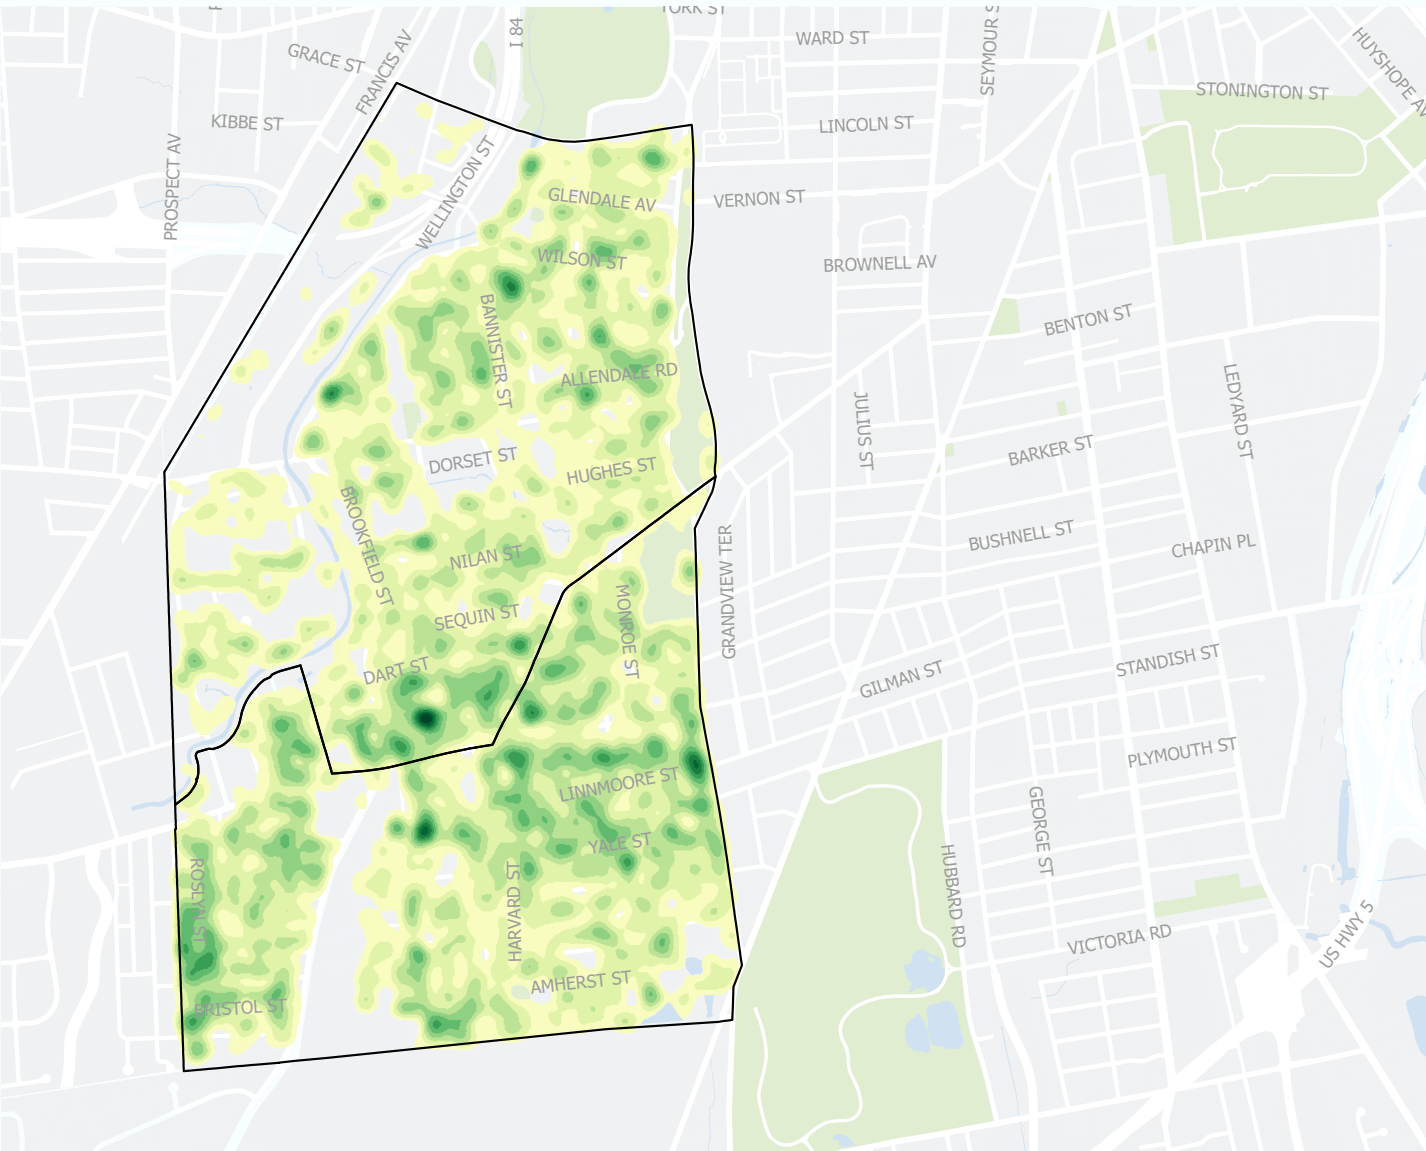 YORK ST
I 84
WARD ST
SEYMOUR S
HUYSHOPE AV
GRACE ST
FRANCIS AV
STONINGTON ST
KIBBE ST
LINCOLN ST
PROSPECT AV
WELLINGTON ST
GLENDALE AV
VERNON ST
WILSON ST
BROWNELL AV
BANNISTER ST
BENTON ST
ALLENDALE RD
JULIUS ST
LEDYARD ST
DORSET ST
HUGHES ST
BARKER ST
BROOKFIELD ST
NILAN ST
GRANDVIEW TER
BUSHNELL ST
CHAPIN PL
SEQUIN ST
MONROE ST
DART ST
GILMAN ST
STANDISH ST
LINNMOORE ST
PLYMOUTH ST
YALE ST
GEORGE ST
ROSLYN ST
HARVARD ST
HUBBARD RD
VICTORIA RD
US HWY 5
AMHERST ST
BRISTOL ST